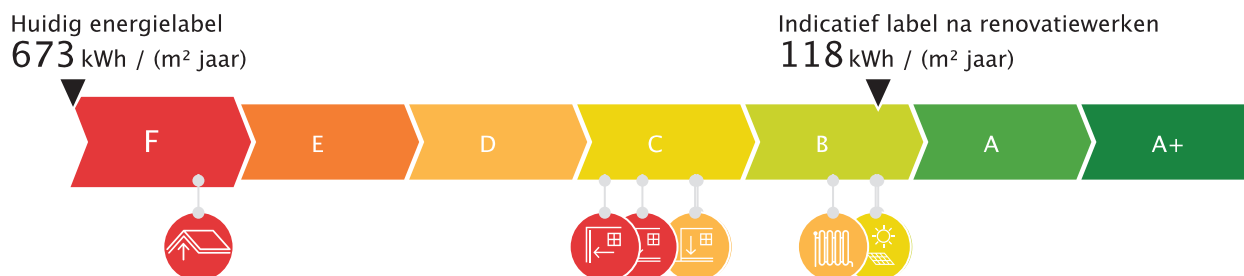 Huidig energielabel
673 kWh / (m² jaar)
Indicatief label na renovatiewerken
118 kWh / (m² jaar)
F E D C B A A+